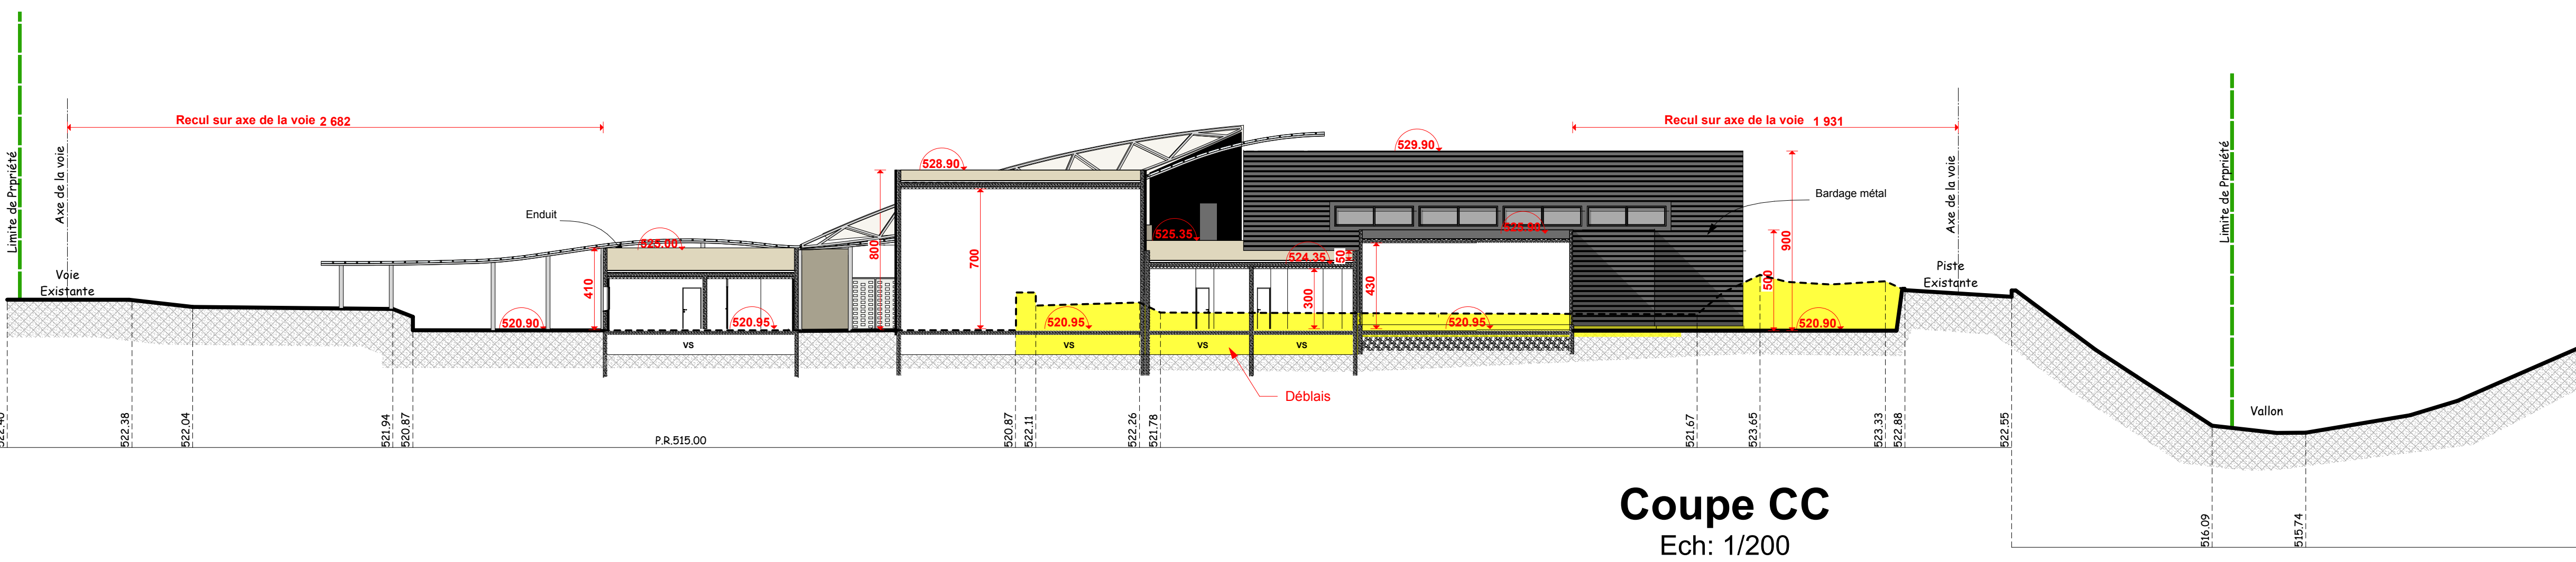 Limite de Prpriété
Axe de la voie
Recul sur axe de la voie 2 682
Voie
Existante
Enduit
525.00
410
520.90
520.95
VS
528.90
800
700
520.95
VS
525.35
524.35
50
300
VS
VS
Déblais
529.90
430
520.95
Recul sur axe de la voie 1 931
Bardage métal
500
900
520.90
Axe de la voie
Piste
Existante
Limite de Prpriété
Vallon
522.38
522.04
521.94
520.87
P.R.515.00
520.87
522.11
522.26
521.78
521.67
523.65
523.33
522.88
522.55
516.09
515.74
Coupe CC
Ech: 1/200